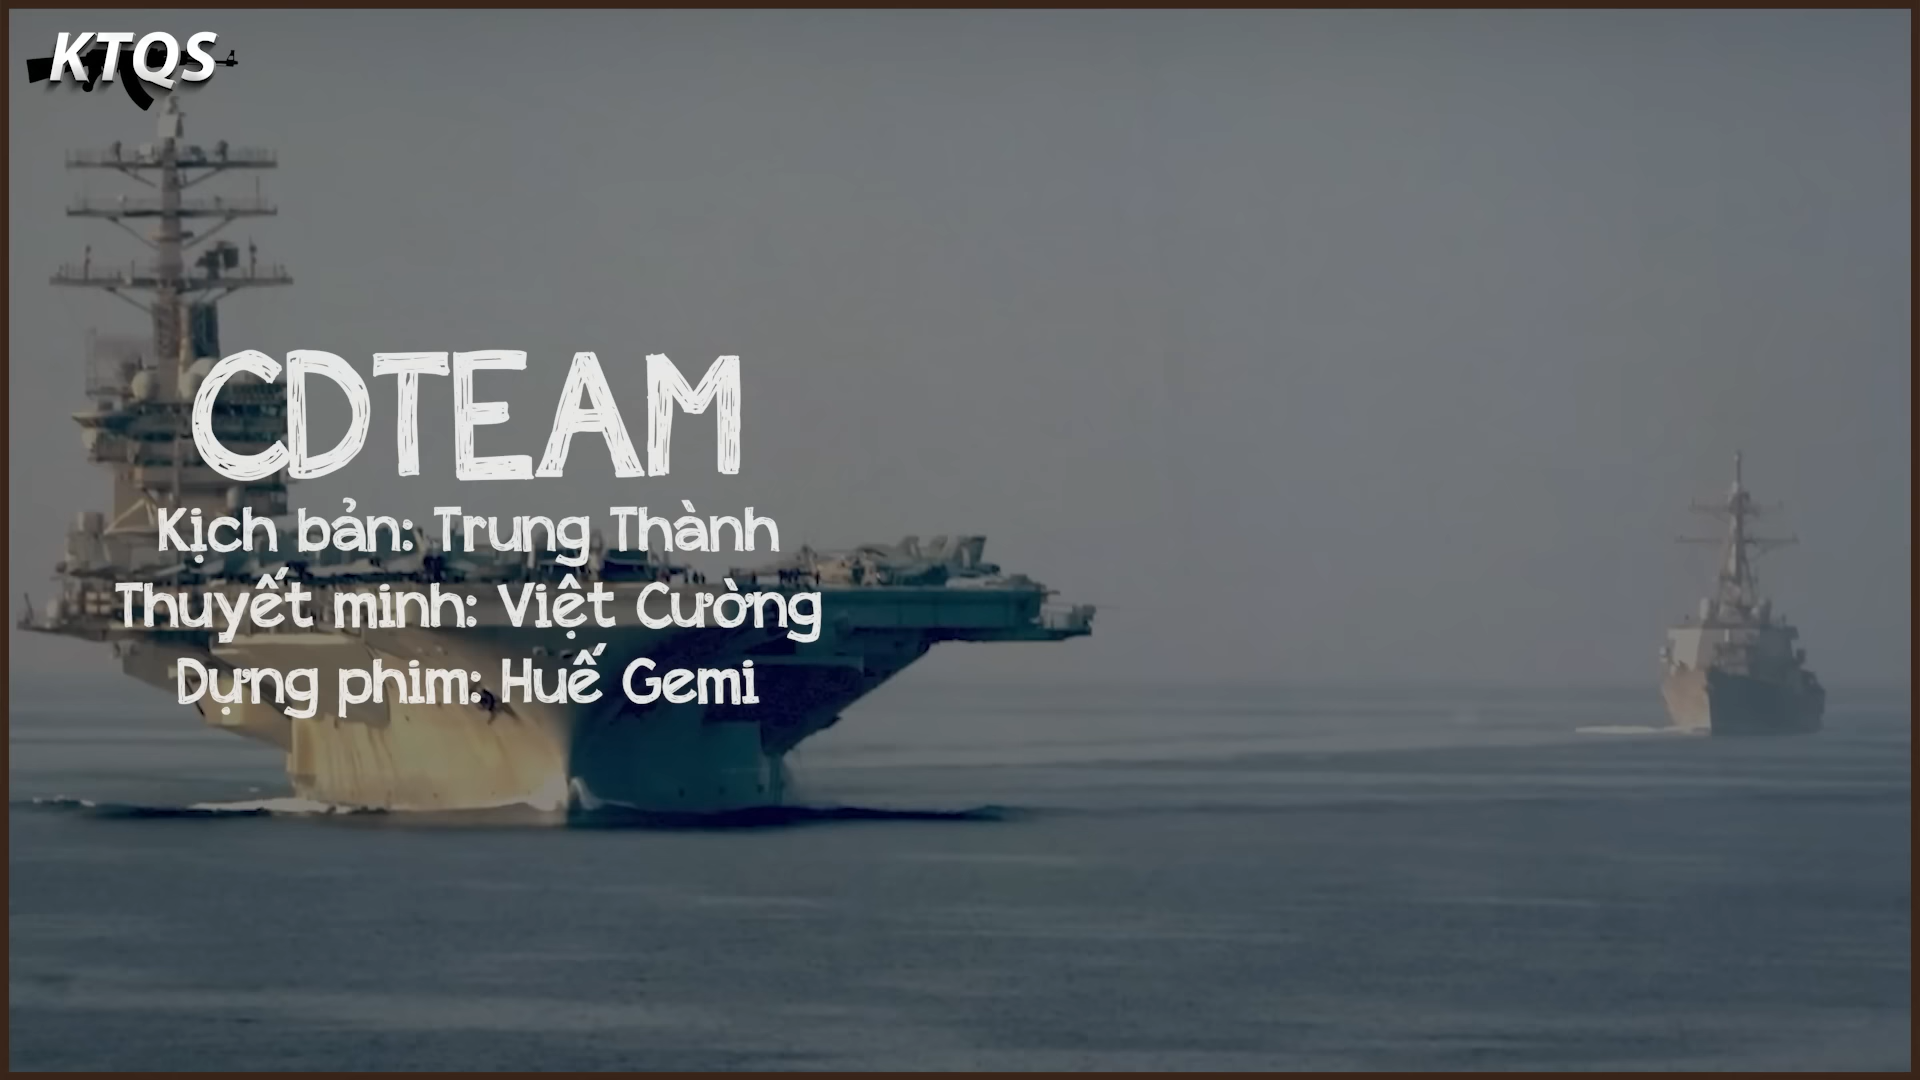 KTQS
CDTEAM
Kịch bản: Trung Thành
Thuyết minh: Việt Cường
Dựng phim: Huế Gemi